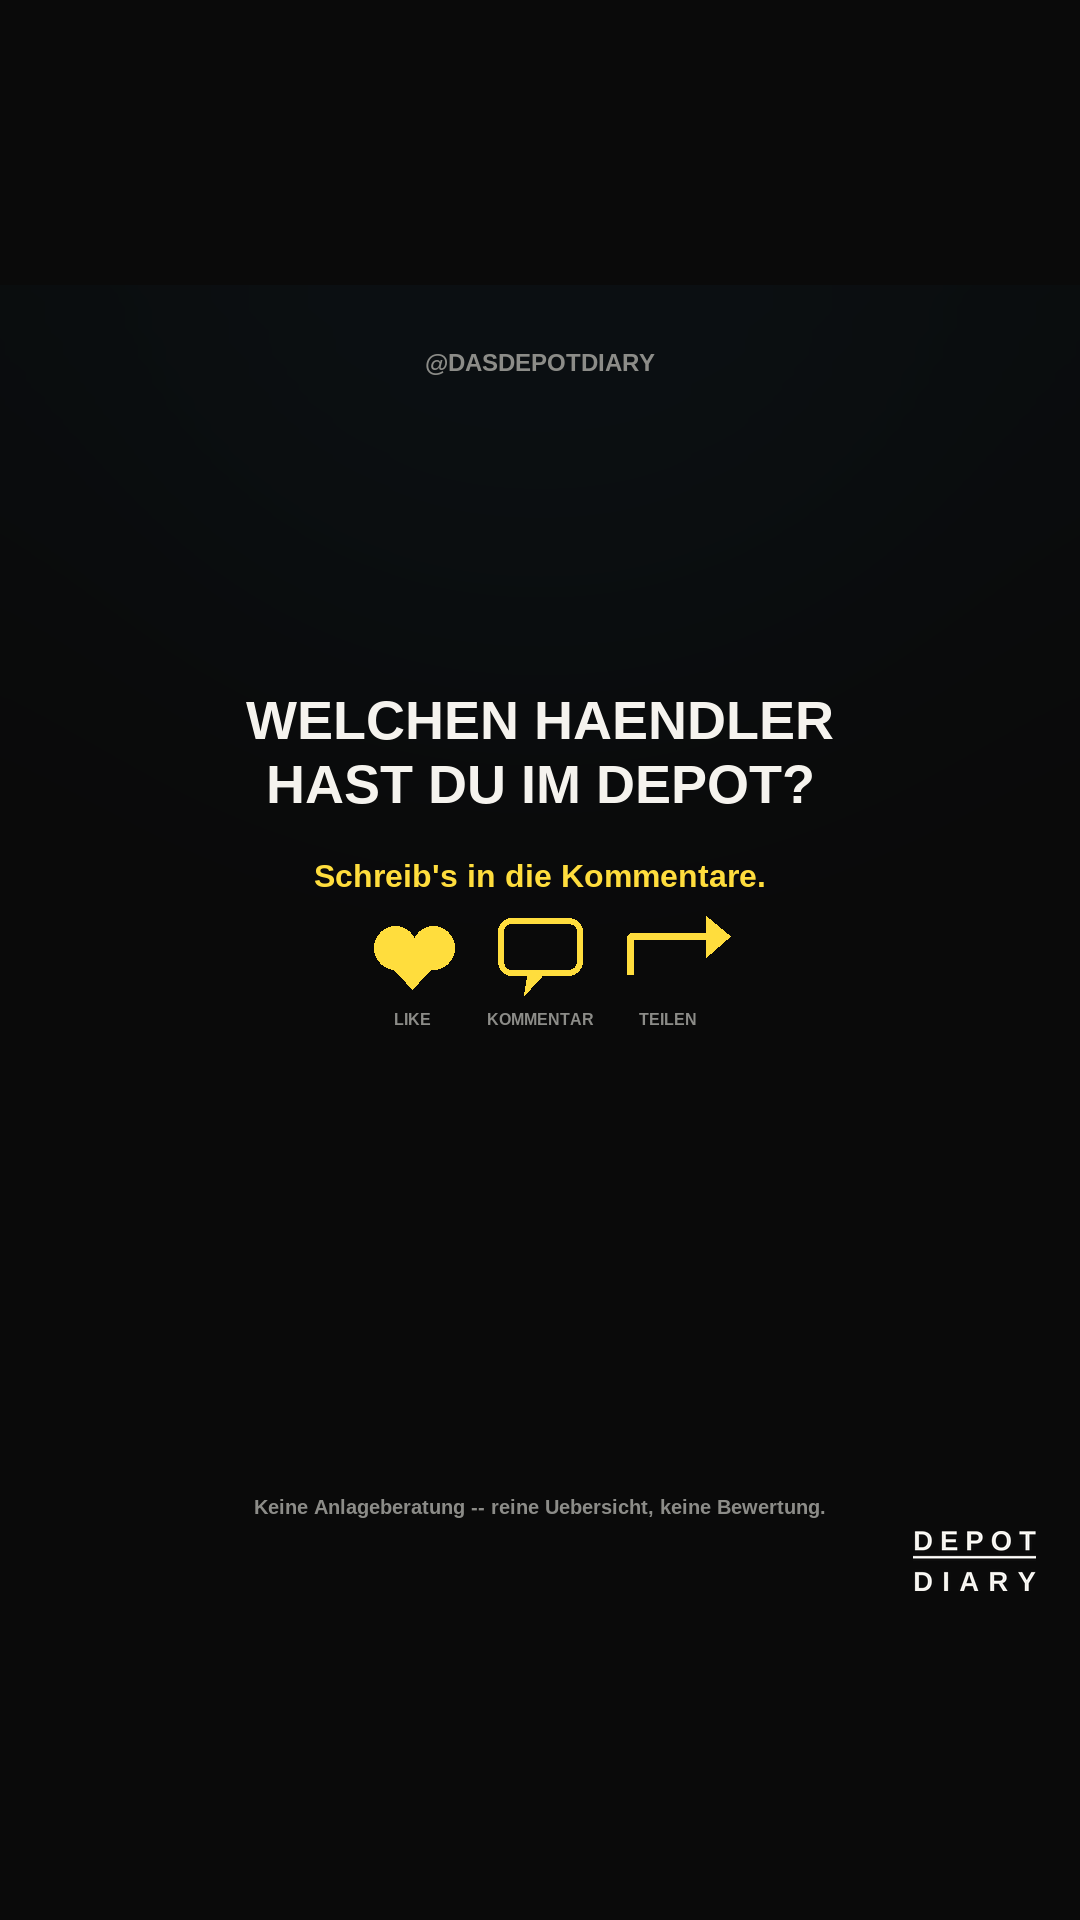 @DASDEPOTDIARY
WELCHEN HAENDLER
HAST DU IM DEPOT?
Schreib's in die Kommentare.
LIKE KOMMENTAR TEILEN
Keine Anlageberatung -- reine Uebersicht, keine Bewertung.
DEPOT
DIARY